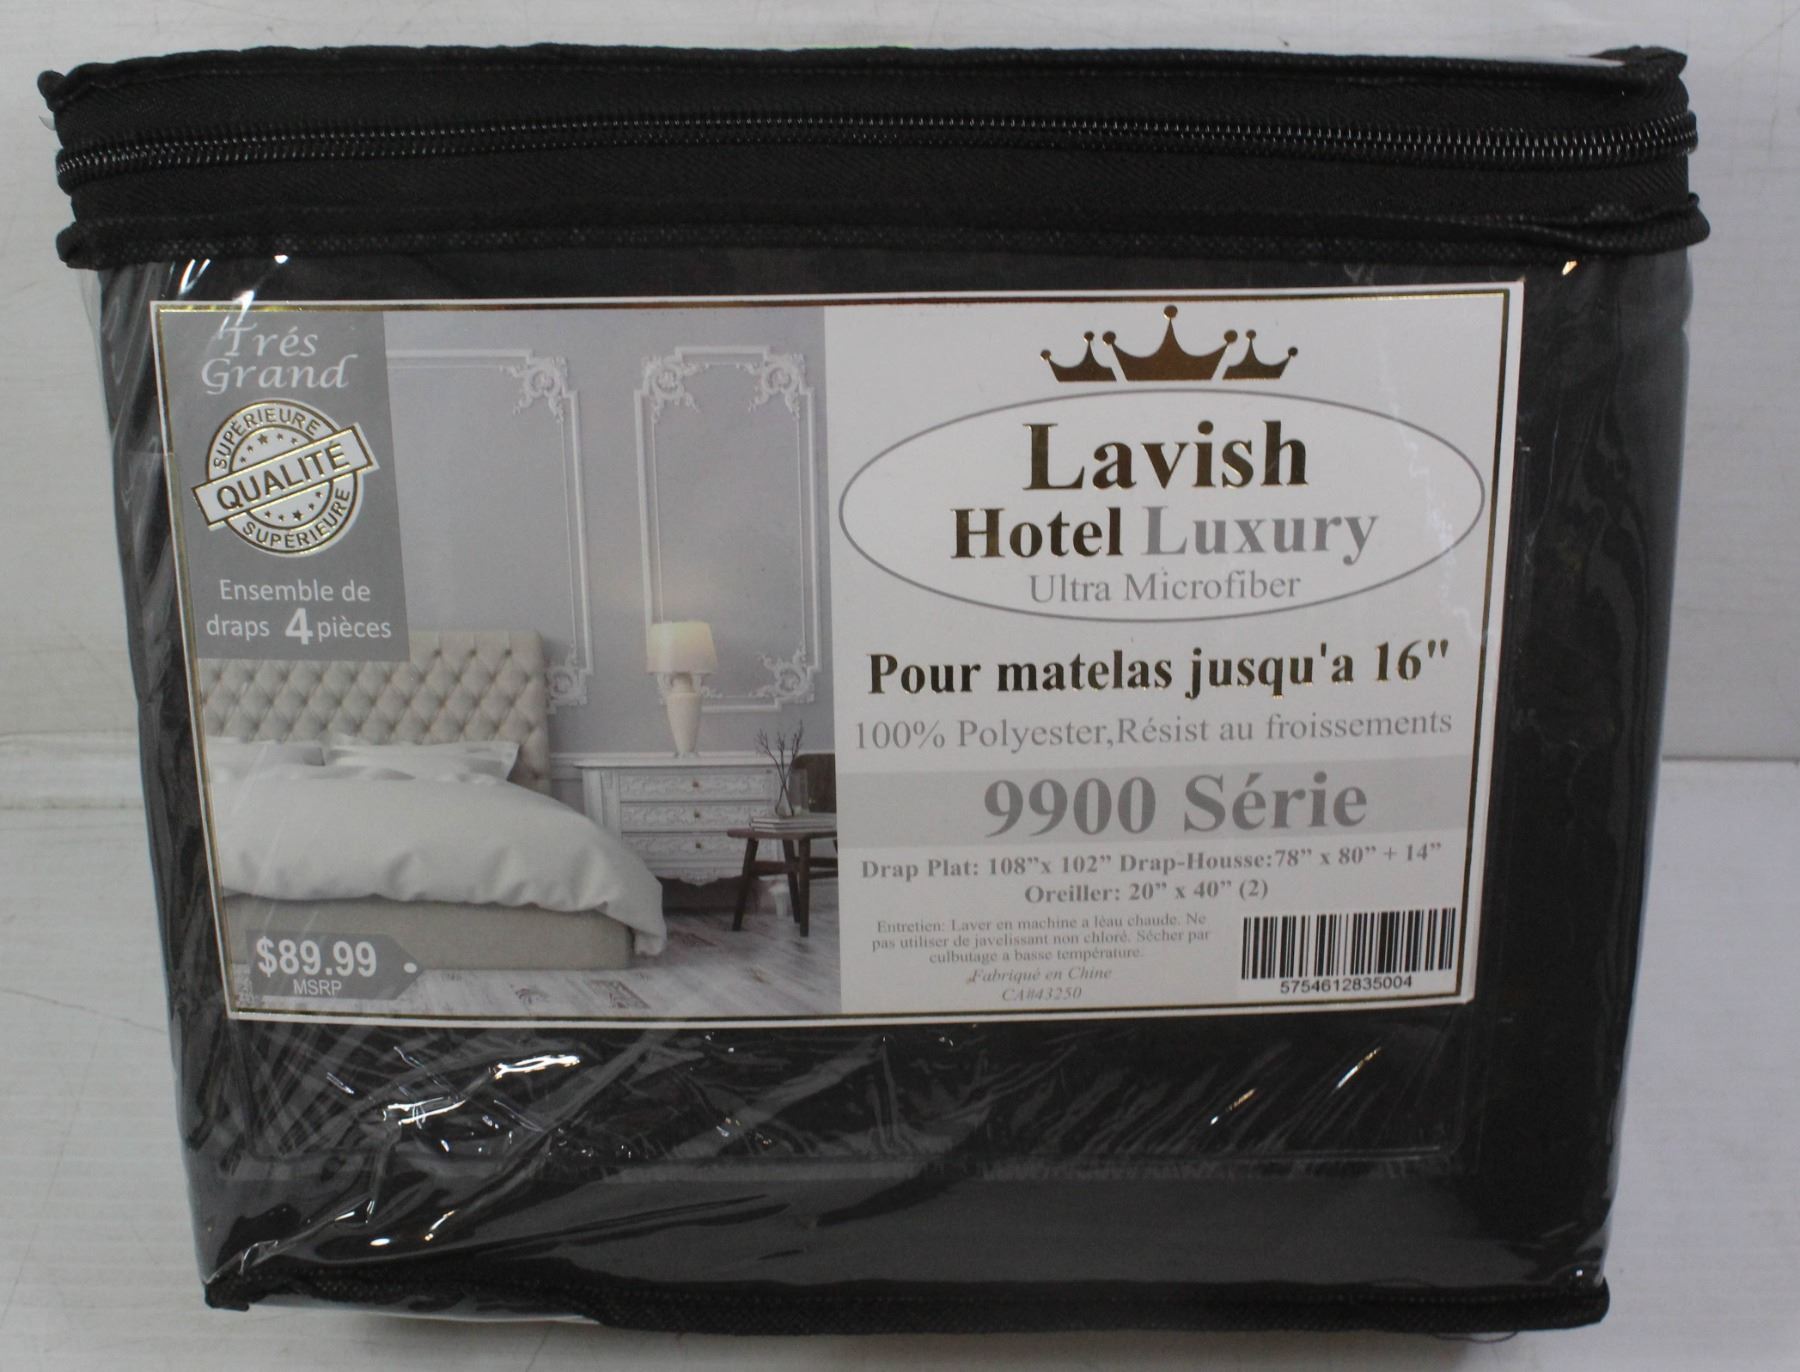 Trés
Grand
SUPÉRIEURE
QUALITÉ
SUPÉRIEURE
Ensemble de
draps 4 pièces
$89.99
MSRP
Lavish
Hotel Luxury
Ultra Microfiber
Pour matelas jusqu'a 16"
100% Polyester,Résist au froissements
9900 Série
Drap Plat: 108”x 102” Drap-Housse:78” x 80” + 14”
Oreiller: 20” x 40” (2)
Entretien: Laver en machine a lèau chaude. Ne
pas utiliser de javelissant non chloré. Sécher par
culbutage a basse température.
Fabriqué en Chine
CA#43250
5754612835004